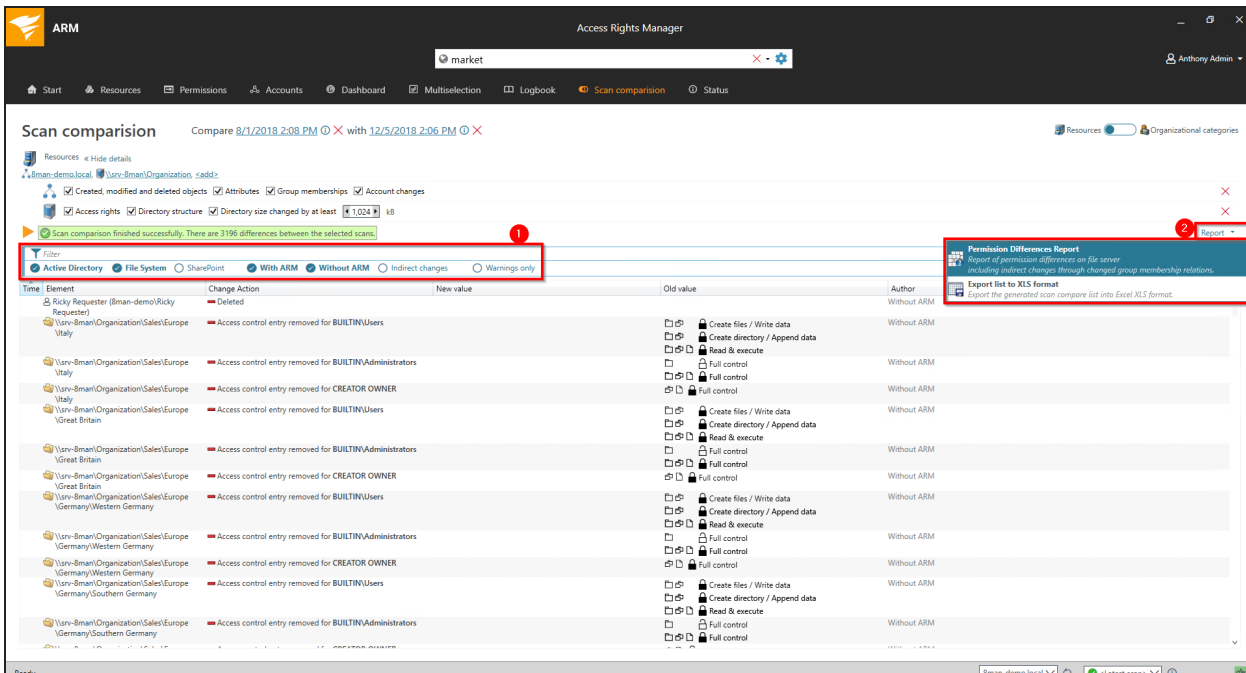 ARM
Access Rights Manager
market
Anthony Admin
Start Resources Permissions Accounts Dashboard Multiselection Logbook Scan comparision Status
Scan comparision Compare 8/1/2018 2:08 PM with 12/5/2018 2:06 PM
Resources Organizational categories
Resources « Hide details
8man-demo.local, \\srv-8man\Organization, <add>
Created, modified and deleted objects Attributes Group memberships Account changes
Access rights Directory structure Directory size changed by at least 1,024 kB
Scan comparison finished successfully. There are 3196 differences between the selected scans.
1
2
Report
Filter
Active Directory File System SharePoint With ARM Without ARM Indirect changes Warnings only
Permission Differences Report
Report of permission differences on file server
including indirect changes through changed group membership relations.
Export list to XLS format
Export the generated scan compare list into Excel XLS format.
Time Element Change Action New value Old value Author
Ricky Requester (8man-demo\Ricky Deleted Without ARM
Requester)
\\srv-8man\Organization\Sales\Europe Access control entry removed for BUILTIN\Users Create files / Write data Without ARM
\Italy Create directory / Append data
Read & execute
\\srv-8man\Organization\Sales\Europe Access control entry removed for BUILTIN\Administrators Full control Without ARM
\Italy Full control
\\srv-8man\Organization\Sales\Europe Access control entry removed for CREATOR OWNER Full control Without ARM
\Italy
\\srv-8man\Organization\Sales\Europe Access control entry removed for BUILTIN\Users Create files / Write data Without ARM
\Great Britain Create directory / Append data
Read & execute
\\srv-8man\Organization\Sales\Europe Access control entry removed for BUILTIN\Administrators Full control Without ARM
\Great Britain Full control
\\srv-8man\Organization\Sales\Europe Access control entry removed for CREATOR OWNER Full control Without ARM
\Great Britain
\\srv-8man\Organization\Sales\Europe Access control entry removed for BUILTIN\Users Create files / Write data Without ARM
\Germany\Western Germany Create directory / Append data
Read & execute
\\srv-8man\Organization\Sales\Europe Access control entry removed for BUILTIN\Administrators Full control Without ARM
\Germany\Western Germany Full control
\\srv-8man\Organization\Sales\Europe Access control entry removed for CREATOR OWNER Full control Without ARM
\Germany\Western Germany
\\srv-8man\Organization\Sales\Europe Access control entry removed for BUILTIN\Users Create files / Write data Without ARM
\Germany\Southern Germany Create directory / Append data
Read & execute
\\srv-8man\Organization\Sales\Europe Access control entry removed for BUILTIN\Administrators Full control Without ARM
\Germany\Southern Germany Full control